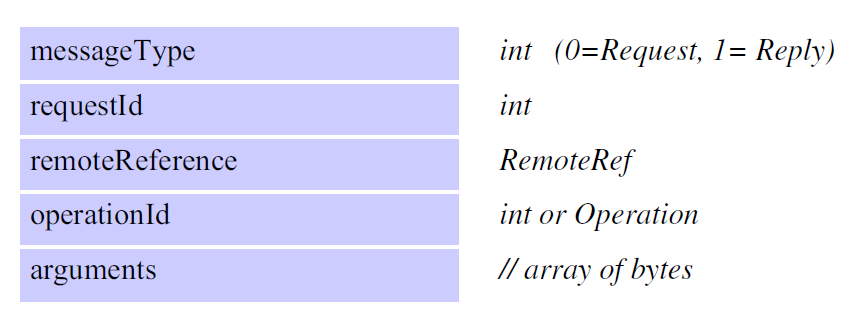 messageType int (0=Request, 1= Reply)
requestId int
remoteReference RemoteRef
operationId int or Operation
arguments // array of bytes